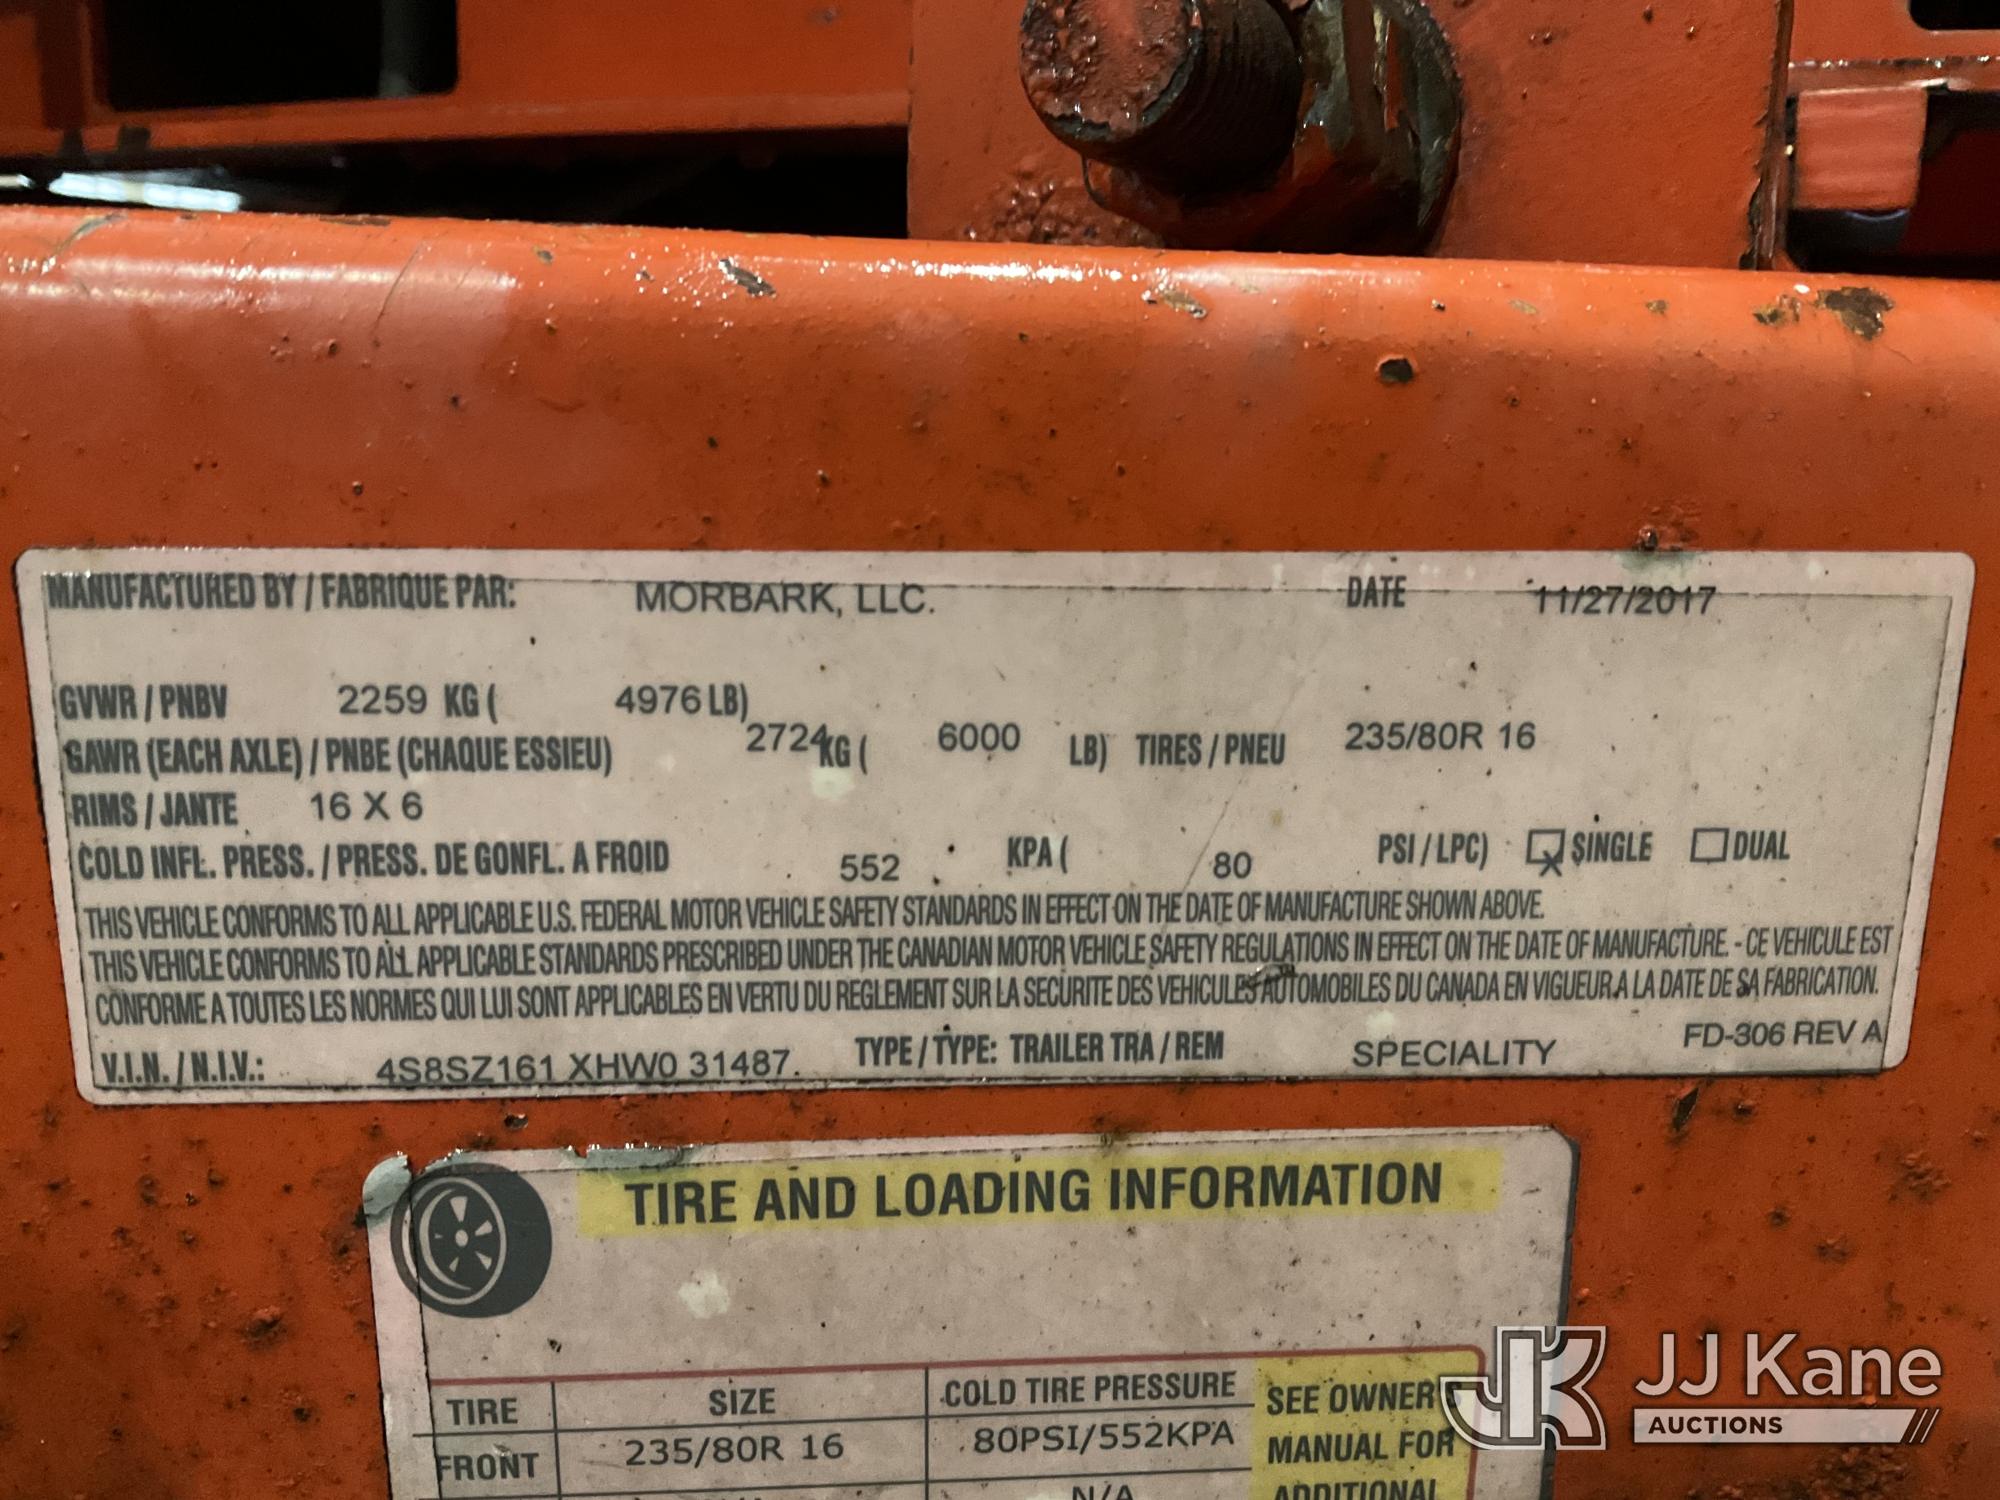 MANUFACTURED BY / FABRIQUE PAR: MORBARK, LLC. DATE 11/27/2017
GVWR / PNBV 2259 KG ( 4976 LB)
GAWR (EACH AXLE) / PNBE (CHAQUE ESSIEU) 2724 KG ( 6000 LB) TIRES / PNEU 235/80R 16
RIMS / JANTE 16 X 6
COLD INFL. PRESS. / PRESS. DE GONFL. A FROID 552 KPA ( 80 PSI / LPC) X SINGLE DUAL
THIS VEHICLE CONFORMS TO ALL APPLICABLE U.S. FEDERAL MOTOR VEHICLE SAFETY STANDARDS IN EFFECT ON THE DATE OF MANUFACTURE SHOWN ABOVE.
THIS VEHICLE CONFORMS TO ALL APPLICABLE STANDARDS PRESCRIBED UNDER THE CANADIAN MOTOR VEHICLE SAFETY REGULATIONS IN EFFECT ON THE DATE OF MANUFACTURE. - CE VEHICULE EST
CONFORME A TOUTES LES NORMES QUI LUI SONT APPLICABLES EN VERTU DU REGLEMENT SUR LA SECURITE DES VEHICULES AUTOMOBILES DU CANADA EN VIGUEUR A LA DATE DE SA FABRICATION.
V.I.N. / N.I.V.: 4S8SZ161 XHW0 31487. TYPE / TYPE: TRAILER TRA / REM SPECIALITY FD-306 REV A
TIRE AND LOADING INFORMATION
TIRE SIZE COLD TIRE PRESSURE SEE OWNER'S
FRONT 235/80R 16 80PSI/552KPA MANUAL FOR
N/A ADDITIONAL
JK JJ Kane
AUCTIONS